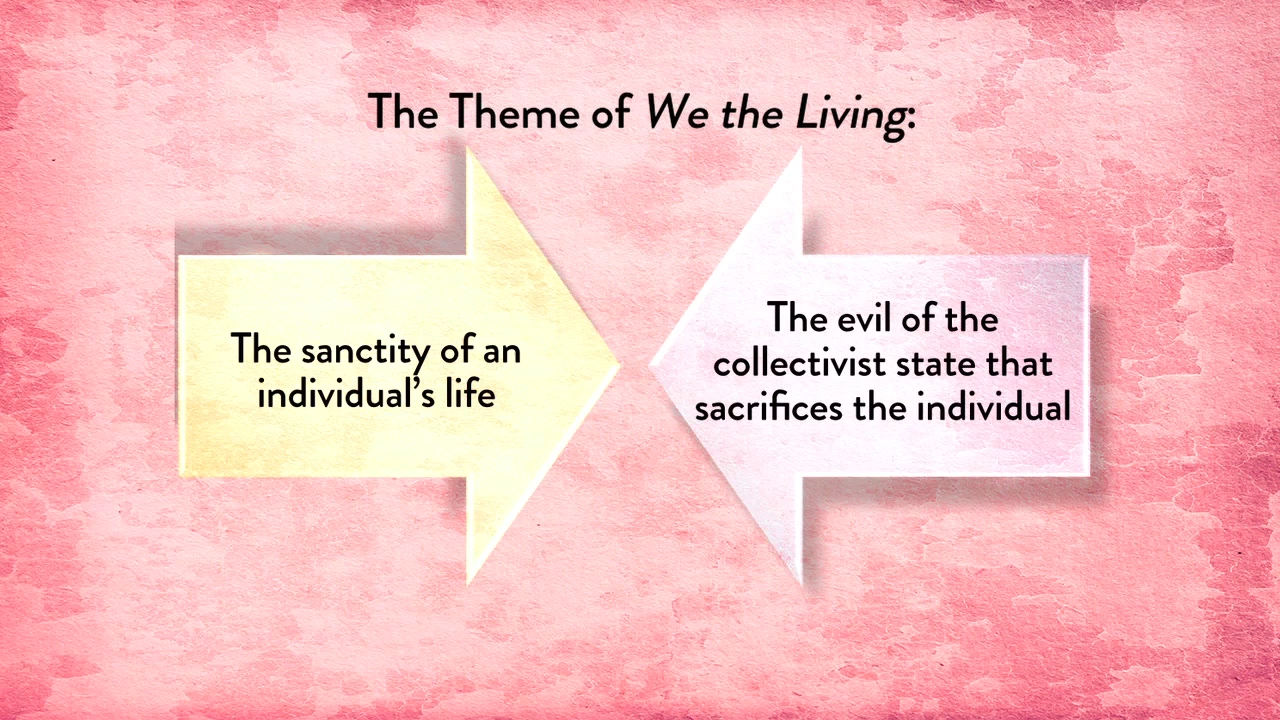 The Theme of We the Living:
The sanctity of an
individual’s life
The evil of the
collectivist state that
sacrifices the individual